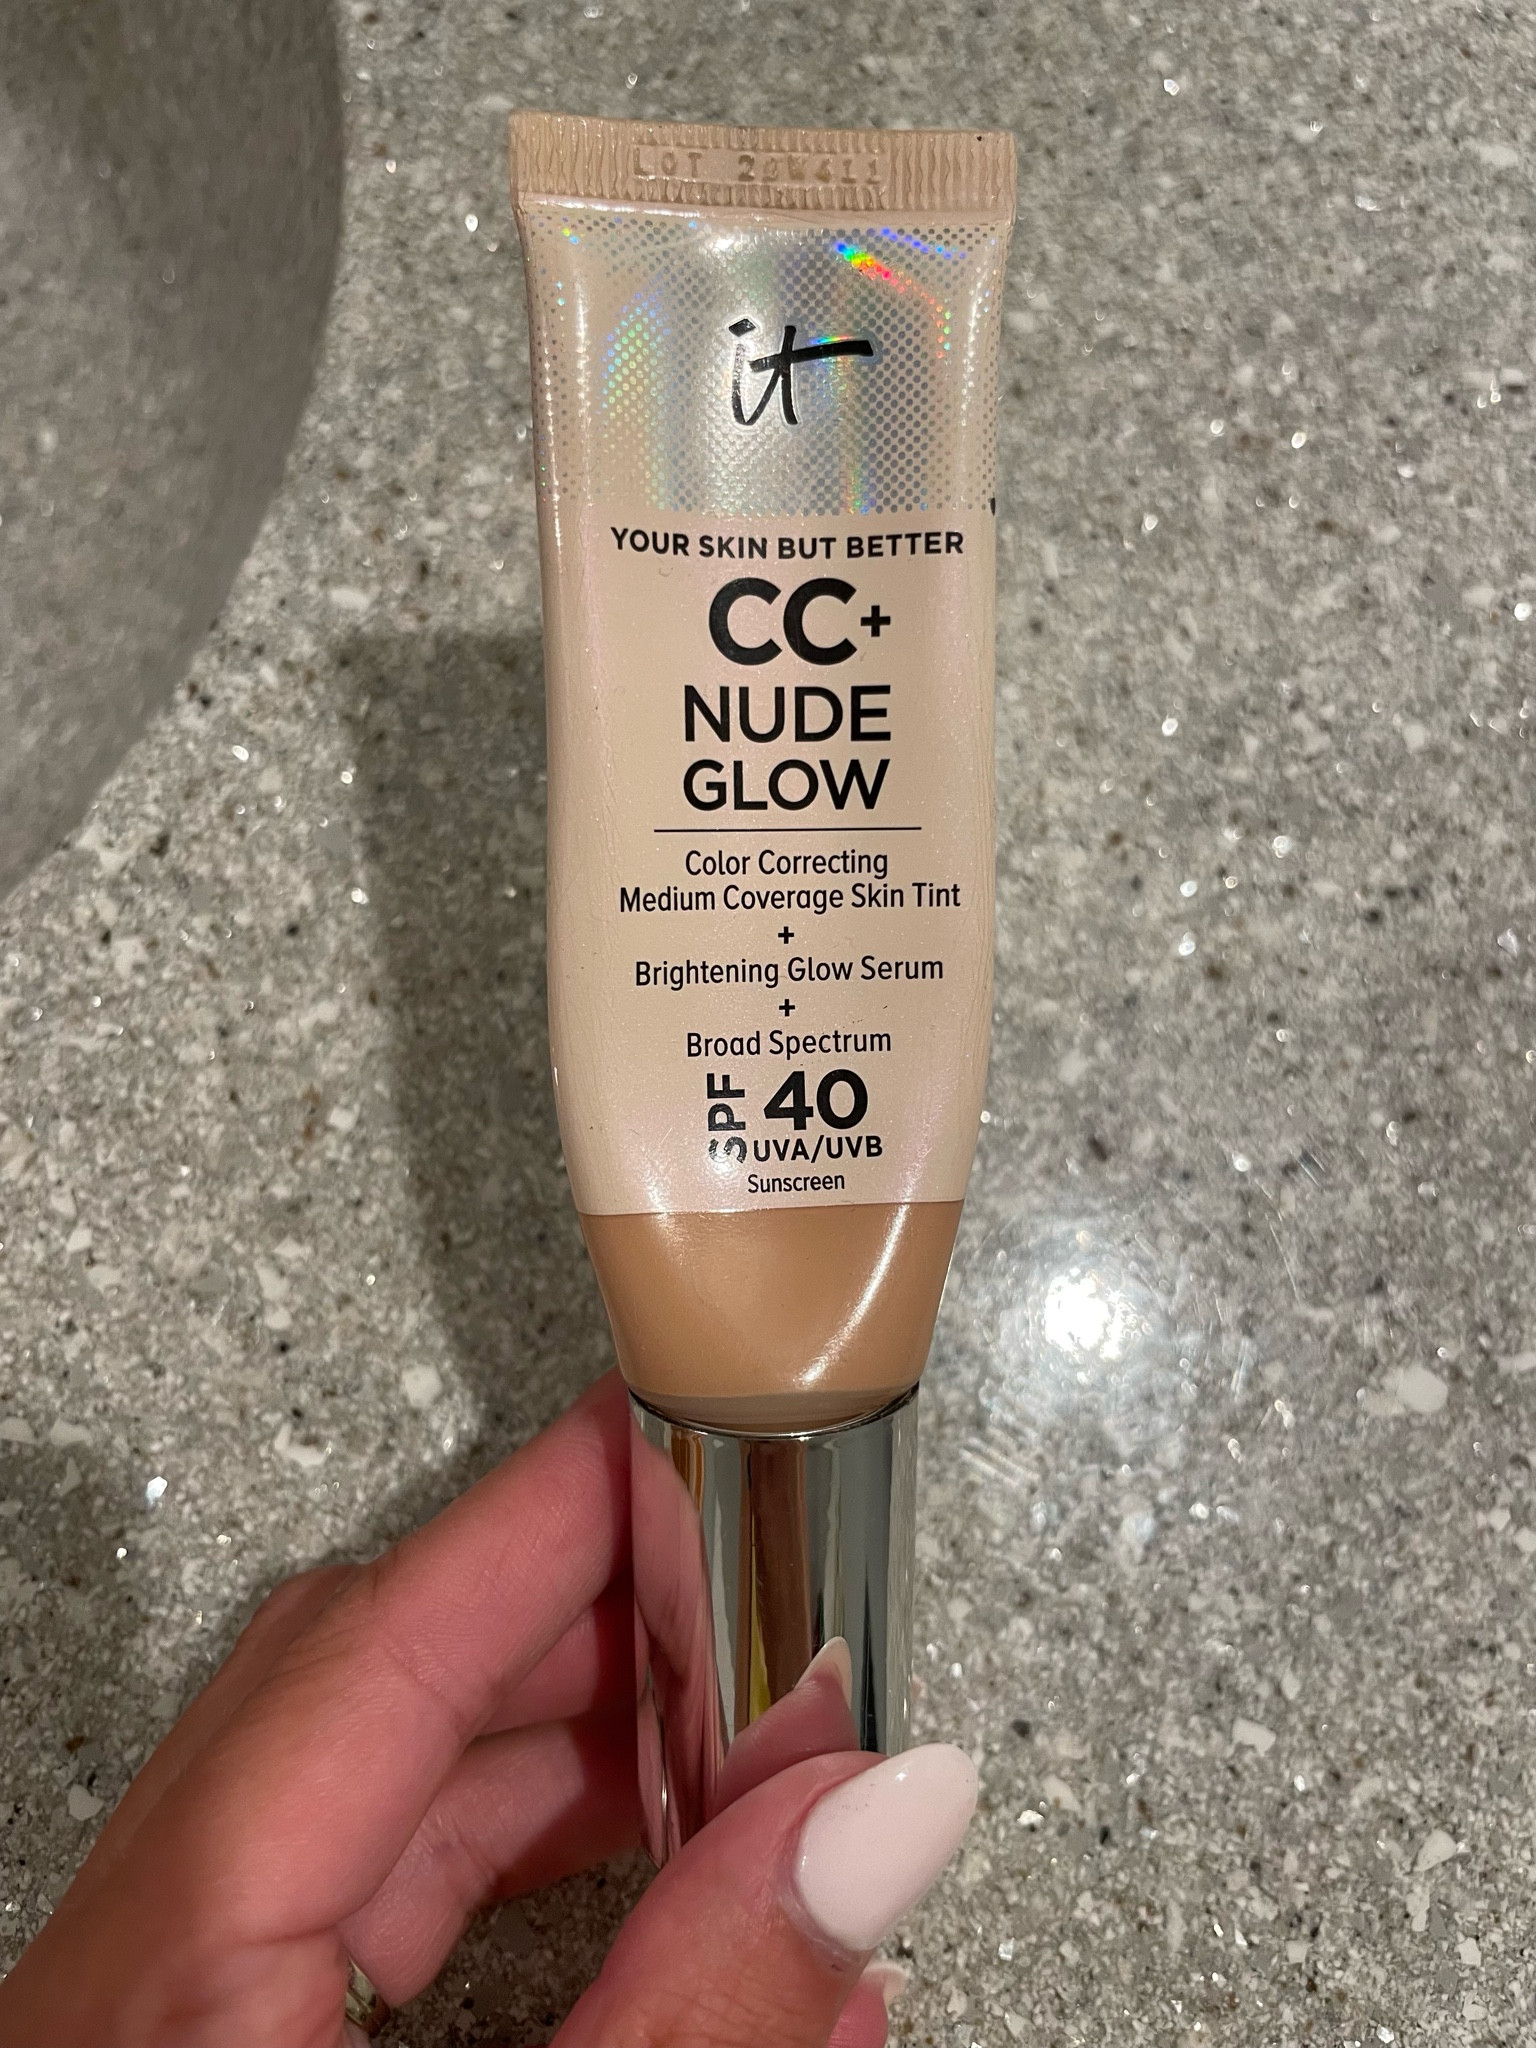 LOT
it
YOUR SKIN BUT BETTER
CC+
NUDE
GLOW
Color Correcting
Medium Coverage Skin Tint
+
Brightening Glow Serum
+
Broad Spectrum
SPF 40
UVA/UVB
Sunscreen